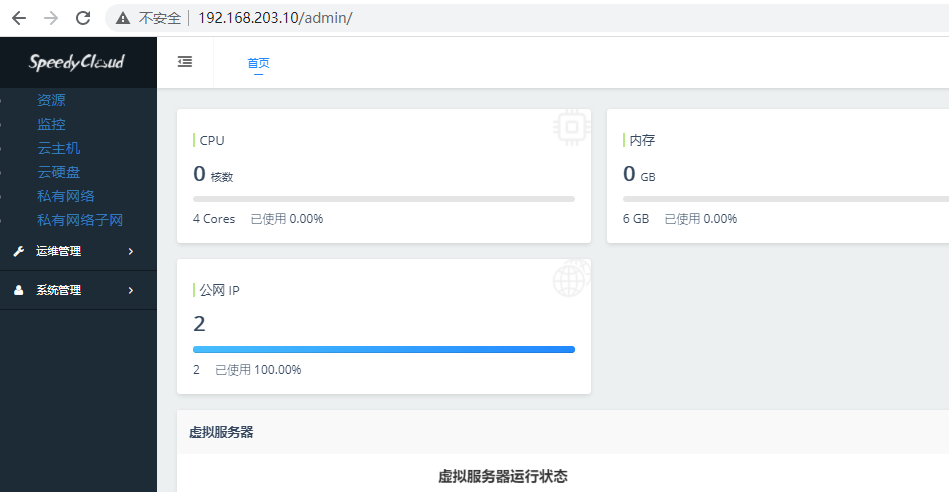 不安全 192.168.203.10/admin/
SpeedyCloud
首页
资源
监控
云主机
云硬盘
私有网络
私有网络子网
运维管理
系统管理
CPU
0 核数
4 Cores 已使用 0.00%
内存
0 GB
6 GB 已使用 0.00%
公网 IP
2
2 已使用 100.00%
虚拟服务器
虚拟服务器运行状态